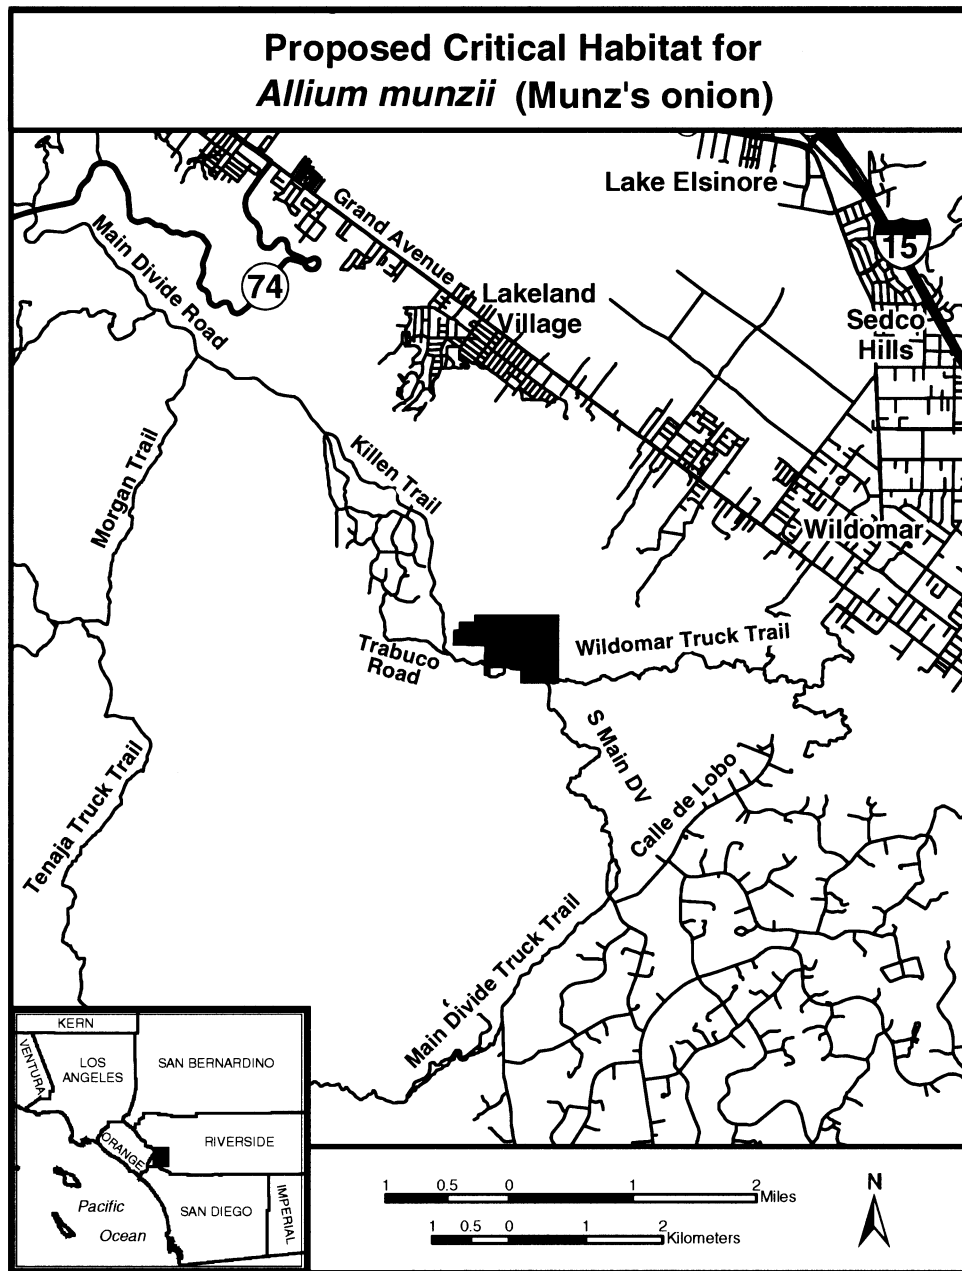 Proposed Critical Habitat for
Allium munzii (Munz's onion)
Lake Elsinore
Grand Avenue
Main Divide Road
15
74
Lakeland
Village
Sedco
Hills
Killen Trail
Morgan Trail
Wildomar
Wildomar Truck Trail
Trabuco
Road
S Main DV
Calle de Lobo
Tenaja Truck Trail
Main Divide Truck Trail
KERN
VENTURA
LOS
ANGELES
SAN BERNARDINO
ORANGE
RIVERSIDE
Pacific
Ocean
SAN DIEGO
IMPERIAL
1 0.5 0 1 2
Miles
1 0.5 0 1 2
Kilometers
N